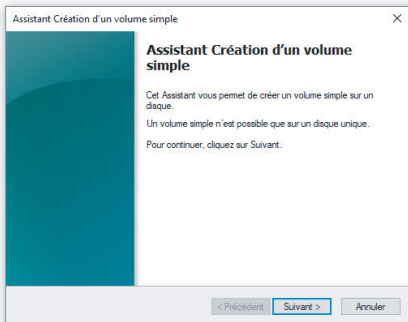 Assistant Création d'un volume simple
Assistant Création d'un volume
simple
Cet Assistant vous permet de créer un volume simple sur un
disque.
Un volume simple n'est possible que sur un disque unique.
Pour continuer, cliquez sur Suivant.
< Précédent Suivant > Annuler